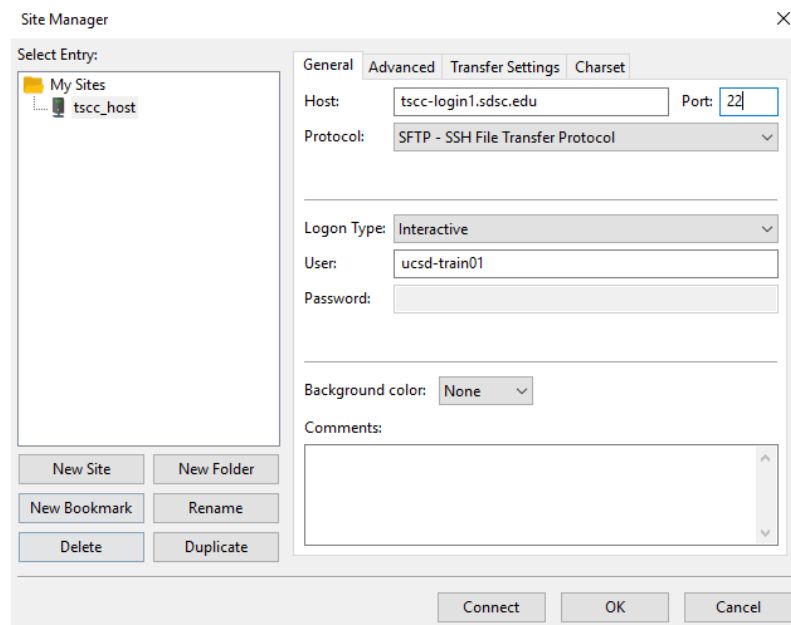 Site Manager
Select Entry:
My Sites
tscc_host
General Advanced Transfer Settings Charset
Host: tscc-login1.sdsc.edu Port: 22
Protocol: SFTP - SSH File Transfer Protocol
Logon Type: Interactive
User: ucsd-train01
Password:
Background color: None
Comments:
New Site New Folder
New Bookmark Rename
Delete Duplicate
Connect OK Cancel